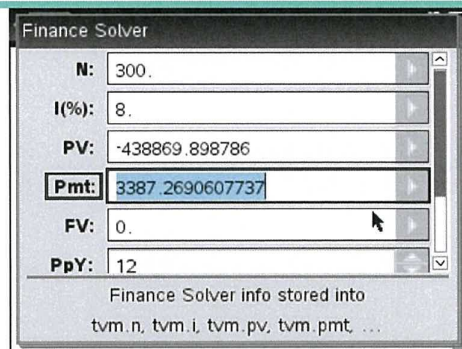 Finance Solver
N: 300.
I(%): 8.
PV: -438869.898786
Pmt: 3387.2690607737
FV: 0.
PpY: 12
Finance Solver info stored into
tvm.n, tvm.i, tvm.pv, tvm.pmt, ...